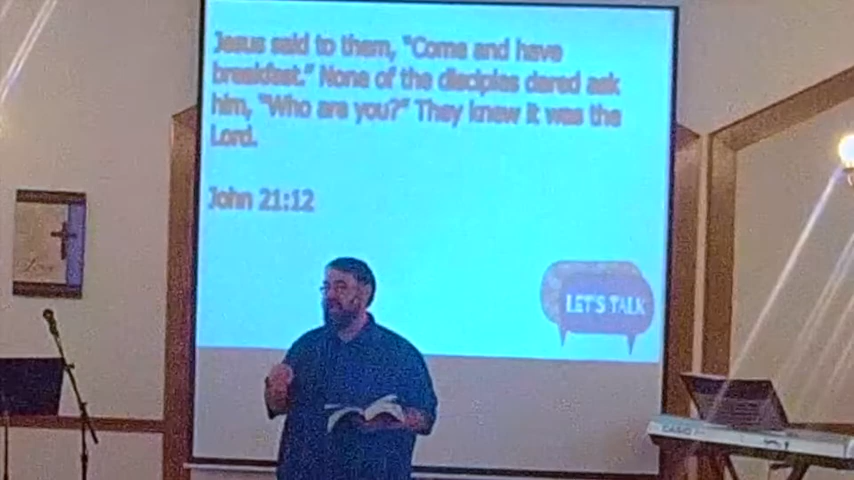 Jesus said to them, "Come and have
breakfast." None of the disciples dared ask
him, "Who are you?" They knew it was the
Lord.
John 21:12
LET'S TALK
CASIO